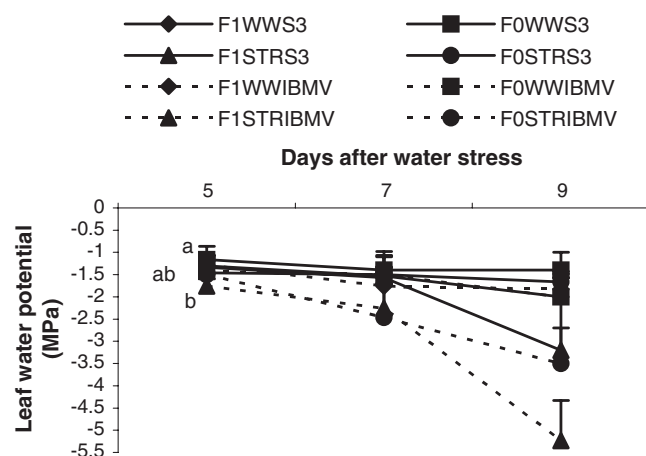 F1WWS3 F0WWS3
F1STRS3 F0STRS3
F1WWIBMV F0WWIBMV
F1STRIBMV F0STRIBMV
Days after water stress
5 7 9
0
-0.5
-1
-1.5
-2
-2.5
-3
-3.5
-4
-4.5
-5
-5.5
Leaf water potential
(MPa)
a
ab
b